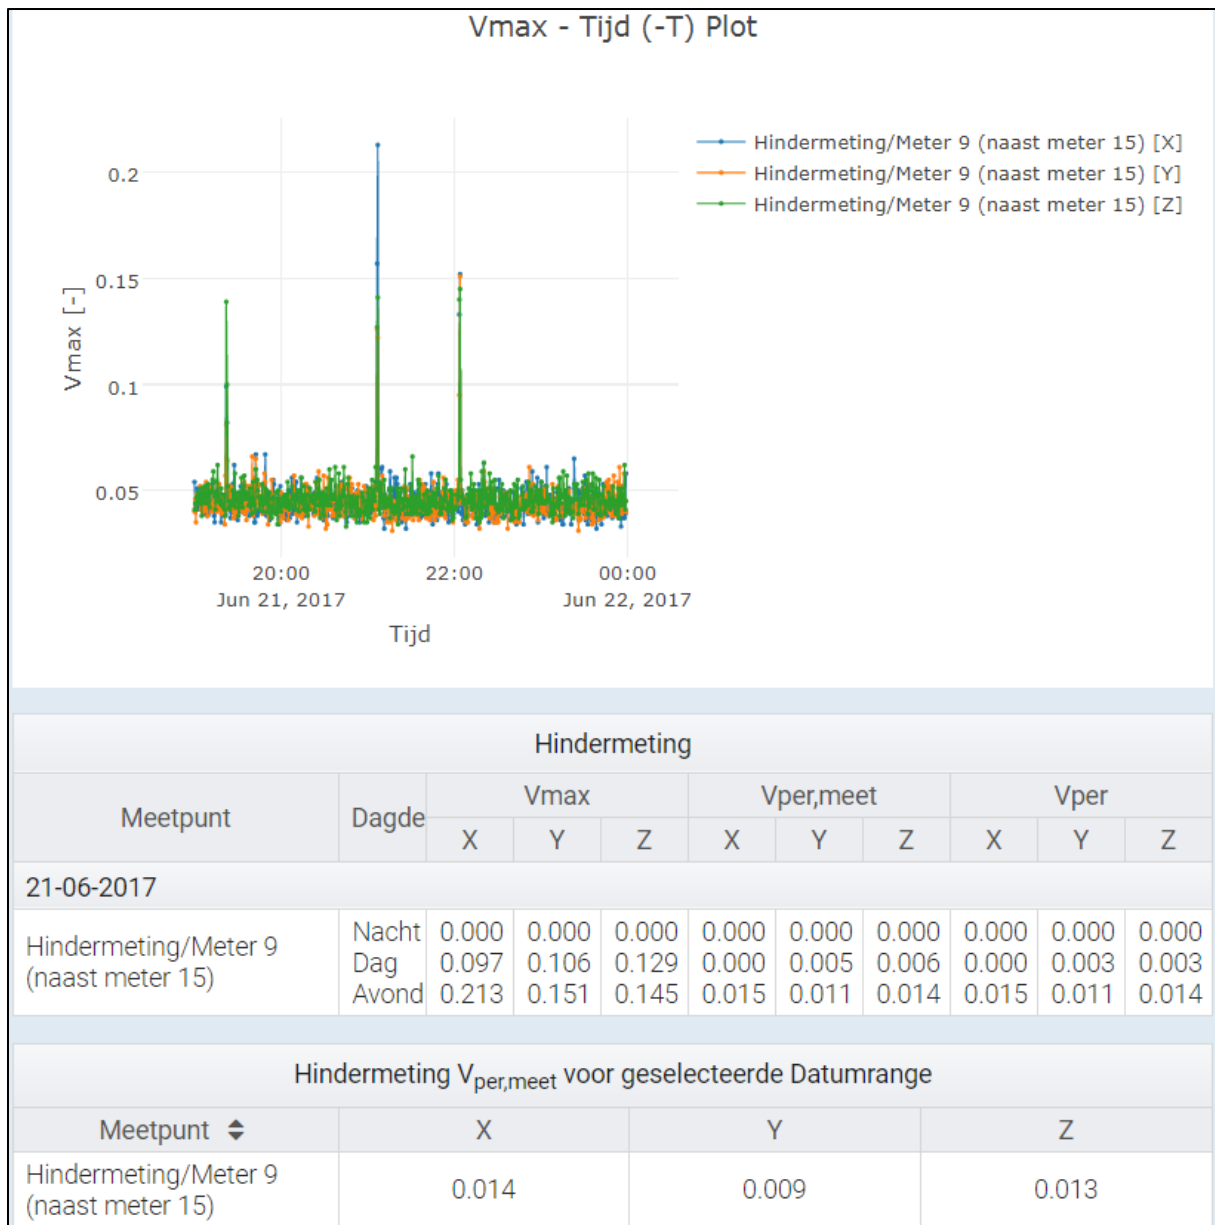 Vmax - Tijd (-T) Plot
Hindermeting/Meter 9 (naast meter 15) [X]
Hindermeting/Meter 9 (naast meter 15) [Y]
Hindermeting/Meter 9 (naast meter 15) [Z]
Vmax [-]
0.2
0.15
0.1
0.05
20:00 22:00 00:00
Jun 21, 2017 Jun 22, 2017
Tijd
Hindermeting
Meetpunt Dagde Vmax Vper,meet Vper
X Y Z X Y Z X Y Z
21-06-2017
Hindermeting/Meter 9
(naast meter 15)
Nacht 0.000 0.000 0.000 0.000 0.000 0.000 0.000 0.000 0.000
Dag 0.097 0.106 0.129 0.000 0.005 0.006 0.000 0.003 0.003
Avond 0.213 0.151 0.145 0.015 0.011 0.014 0.015 0.011 0.014
Hindermeting Vper,meet voor geselecteerde Datumrange
Meetpunt X Y Z
Hindermeting/Meter 9
(naast meter 15)
0.014 0.009 0.013